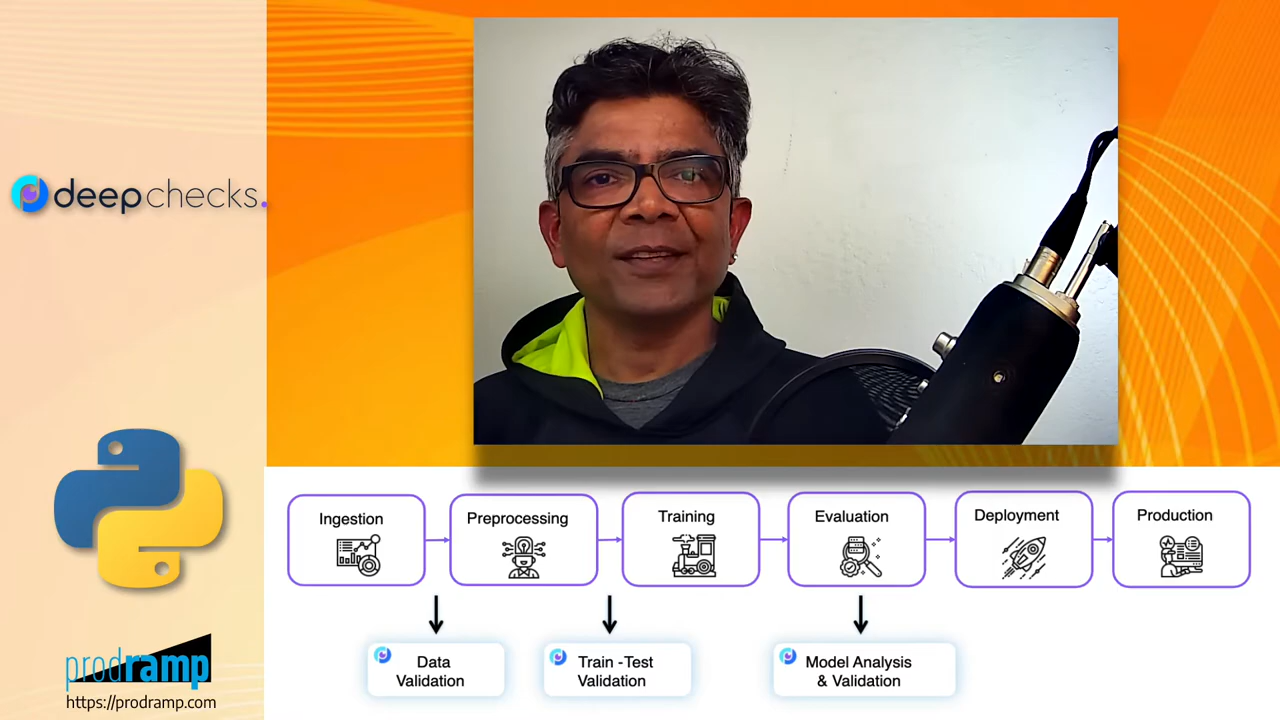 deepchecks.
prodramp
https://prodramp.com
Ingestion
Preprocessing
Training
Evaluation
Deployment
Production
Data
Validation
Train -Test
Validation
Model Analysis
& Validation